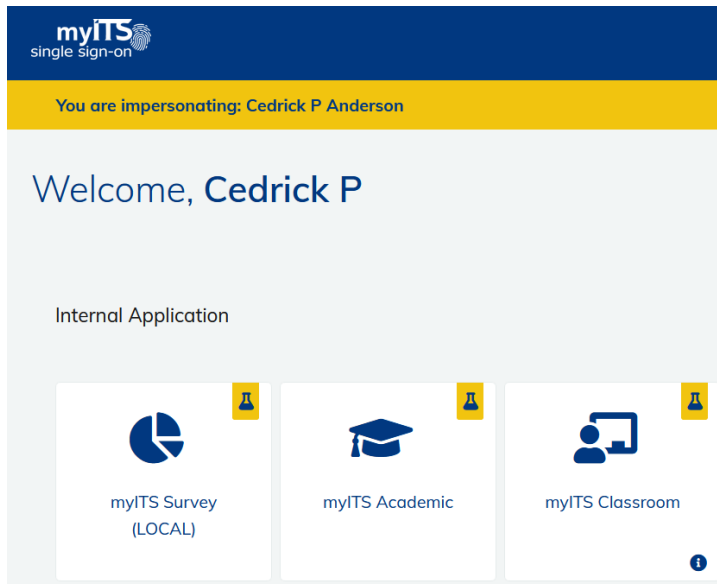 myITS
single sign-on
You are impersonating: Cedrick P Anderson
Welcome, Cedrick P
Internal Application
myITS Survey
(LOCAL)
myITS Academic
myITS Classroom